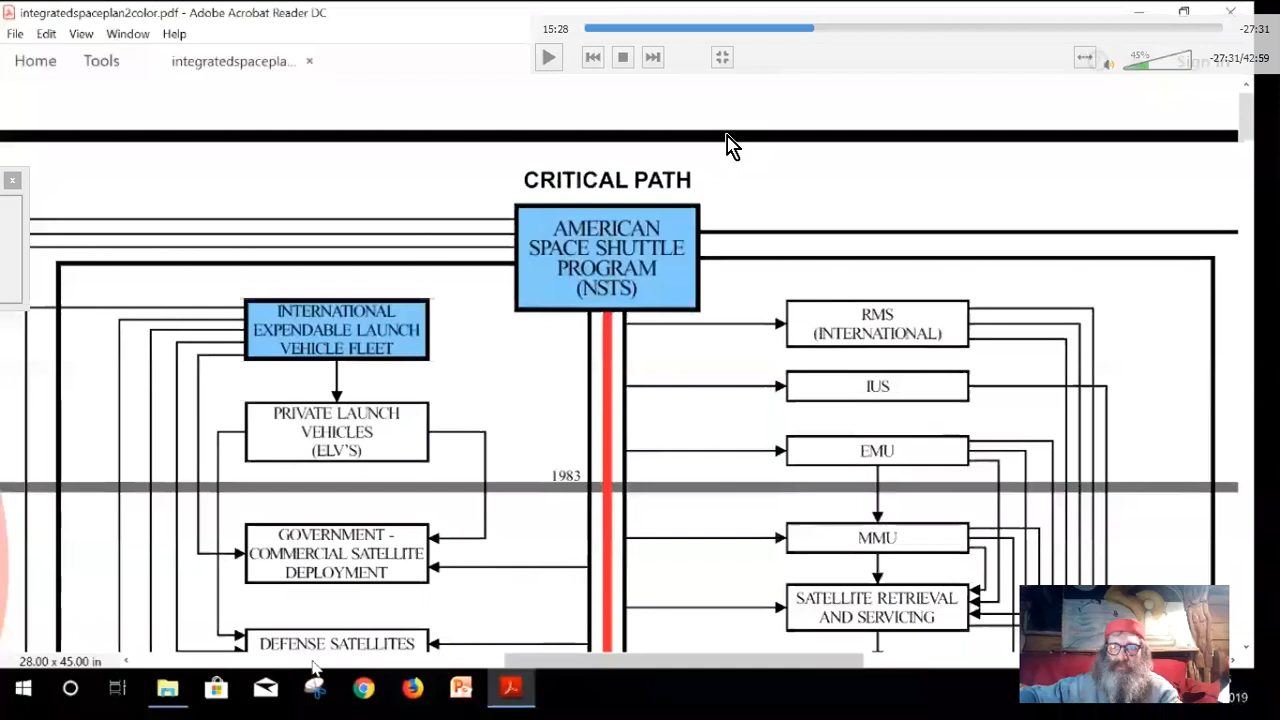 integratedspaceplan2color.pdf - Adobe Acrobat Reader DC
File Edit View Window Help
15:28
-27:31
Home Tools integratedspacepla... ×
45%
-27:31/42:59
CRITICAL PATH
AMERICAN
SPACE SHUTTLE
PROGRAM
(NSTS)
INTERNATIONAL
EXPENDABLE LAUNCH
VEHICLE FLEET
RMS
(INTERNATIONAL)
IUS
PRIVATE LAUNCH
VEHICLES
(ELV'S)
EMU
1983
GOVERNMENT -
COMMERCIAL SATELLITE
DEPLOYMENT
MMU
SATELLITE RETRIEVAL
AND SERVICING
DEFENSE SATELLITES
28.00 x 45.00 in